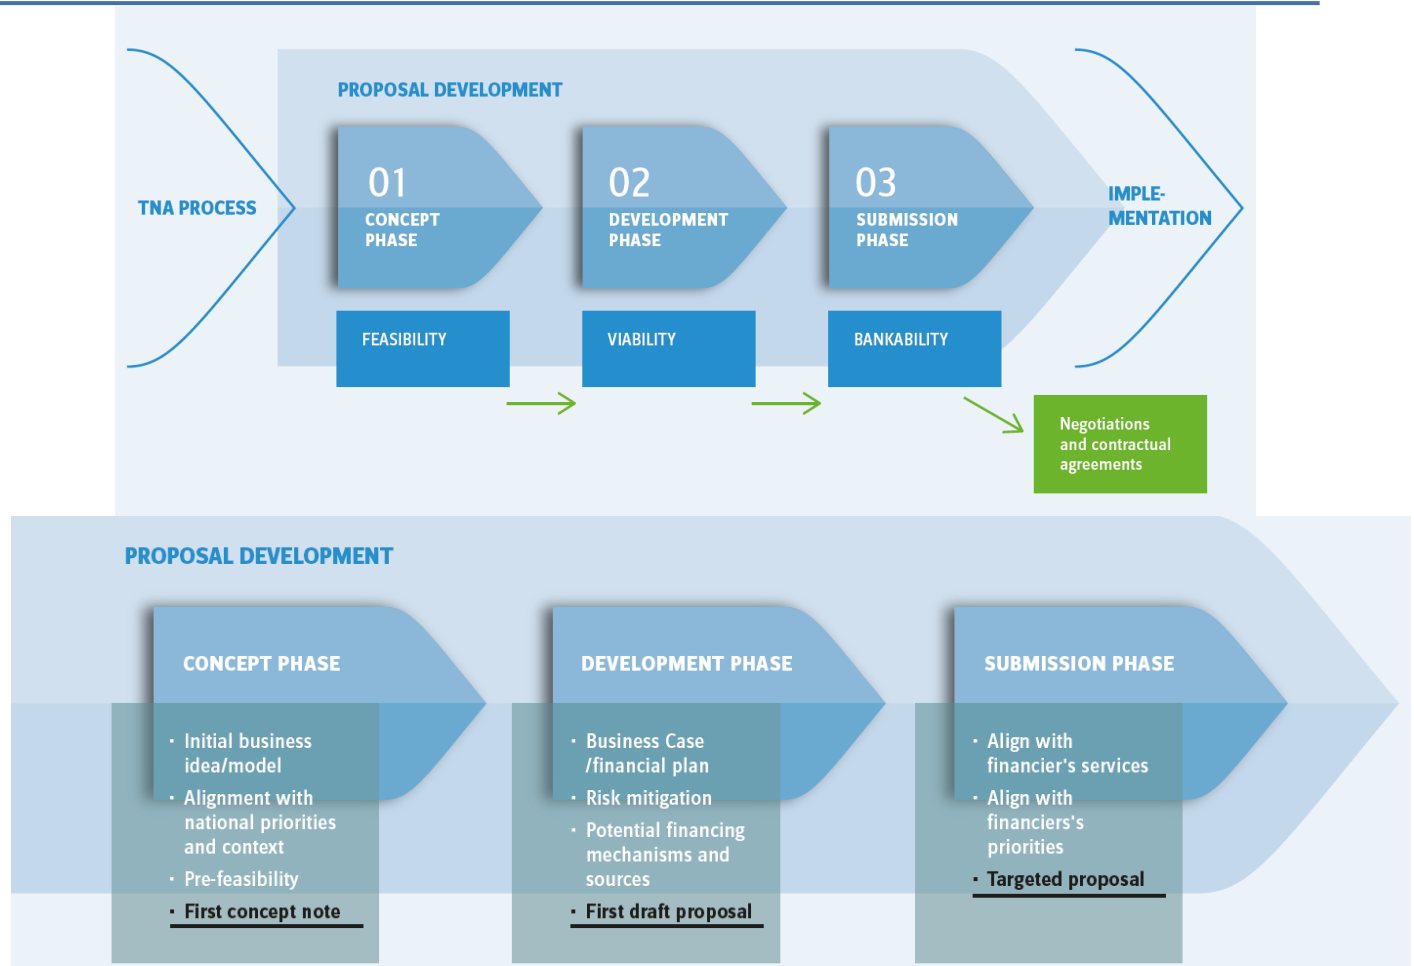 PROPOSAL DEVELOPMENT
TNA PROCESS
01
CONCEPT
PHASE
02
DEVELOPMENT
PHASE
03
SUBMISSION
PHASE
IMPLE-
MENTATION
FEASIBILITY
VIABILITY
BANKABILITY
Negotiations
and contractual
agreements
PROPOSAL DEVELOPMENT
CONCEPT PHASE
· Initial business
idea/model
· Alignment with
national priorities
and context
· Pre-feasibility
· First concept note
DEVELOPMENT PHASE
· Business Case
/financial plan
· Risk mitigation
· Potential financing
mechanisms and
sources
· First draft proposal
SUBMISSION PHASE
· Align with
financier's services
· Align with
financiers's
priorities
· Targeted proposal